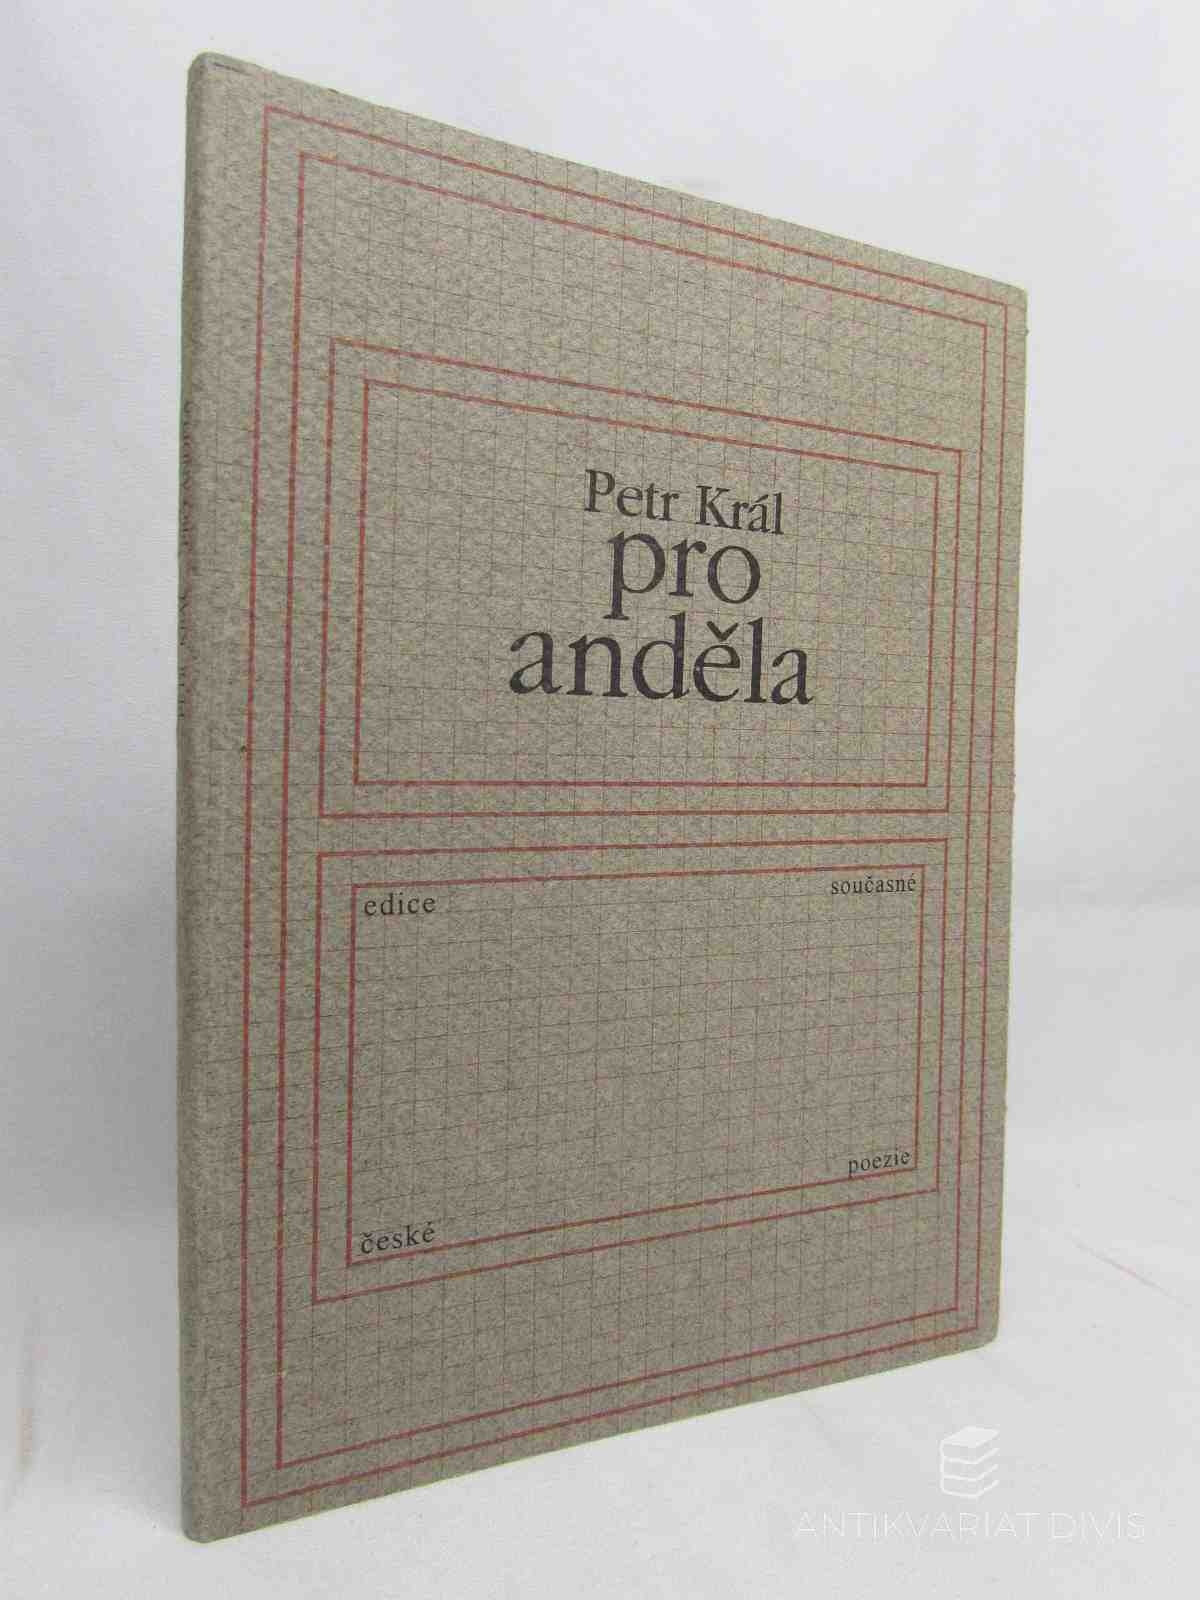 Petr Král
pro
anděla
edice
současné
české
poezie
ANTIKVARIAT DIVIS